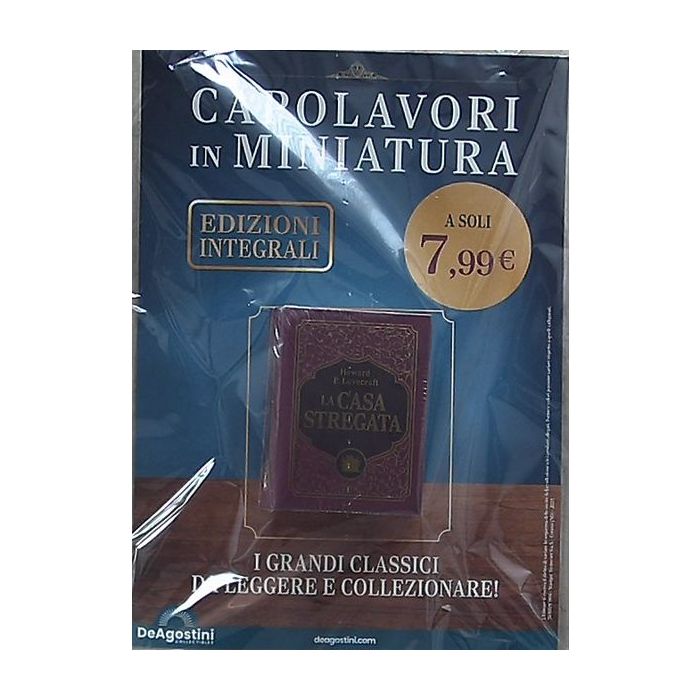 CAPOLAVORI
IN MINIATURA
EDIZIONI
INTEGRALI
A SOLI
7,99 €
Howard
P. Lovecraft
LA CASA
STREGATA
I GRANDI CLASSICI
DA LEGGERE E COLLEZIONARE!
DeAgostini
COLLECTIBLES
deagostini.com